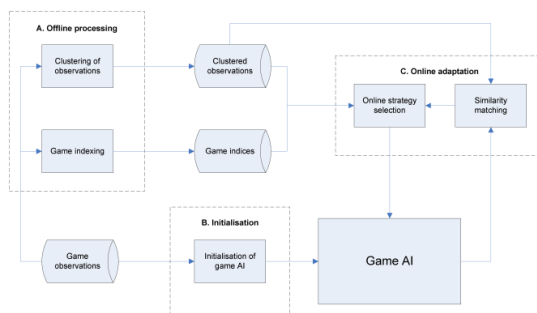 A. Offline processing
Clustering of
observations
Clustered
observations
C. Online adaptation
Online strategy
selection
Similarity
matching
Game indexing
Game indices
B. Initialisation
Game
observations
Initialisation of
game AI
Game AI